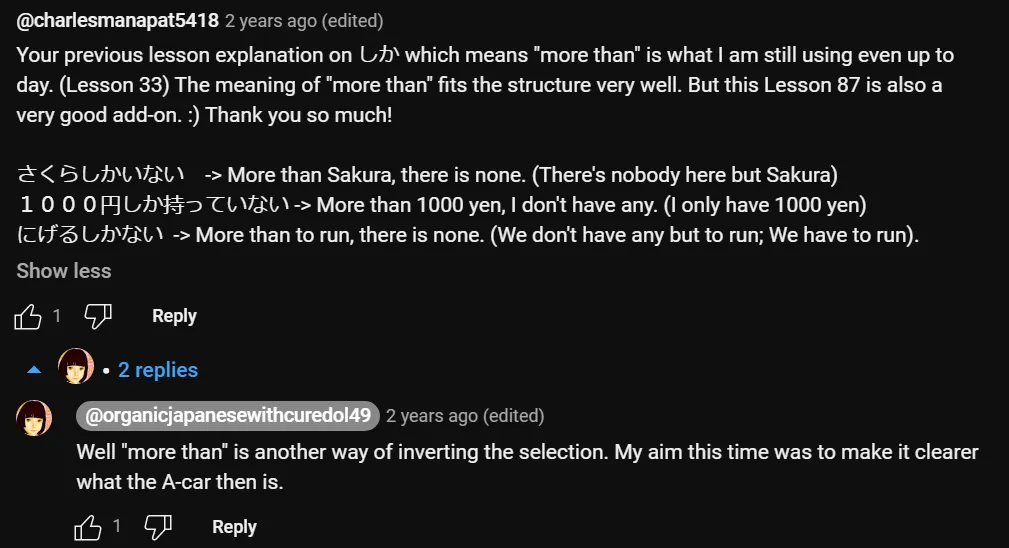 @charlesmanapat5418 2 years ago (edited)
Your previous lesson explanation on しか which means "more than" is what I am still using even up to
day. (Lesson 33) The meaning of "more than" fits the structure very well. But this Lesson 87 is also a
very good add-on. :) Thank you so much!
さくらしかいない　-> More than Sakura, there is none. (There's nobody here but Sakura)
１０００円しか持っていない -> More than 1000 yen, I don't have any. (I only have 1000 yen)
にげるしかない -> More than to run, there is none. (We don't have any but to run; We have to run).
Show less
1 Reply
2 replies
@organicjapanesewithcuredol49 2 years ago (edited)
Well "more than" is another way of inverting the selection. My aim this time was to make it clearer
what the A-car then is.
1 Reply